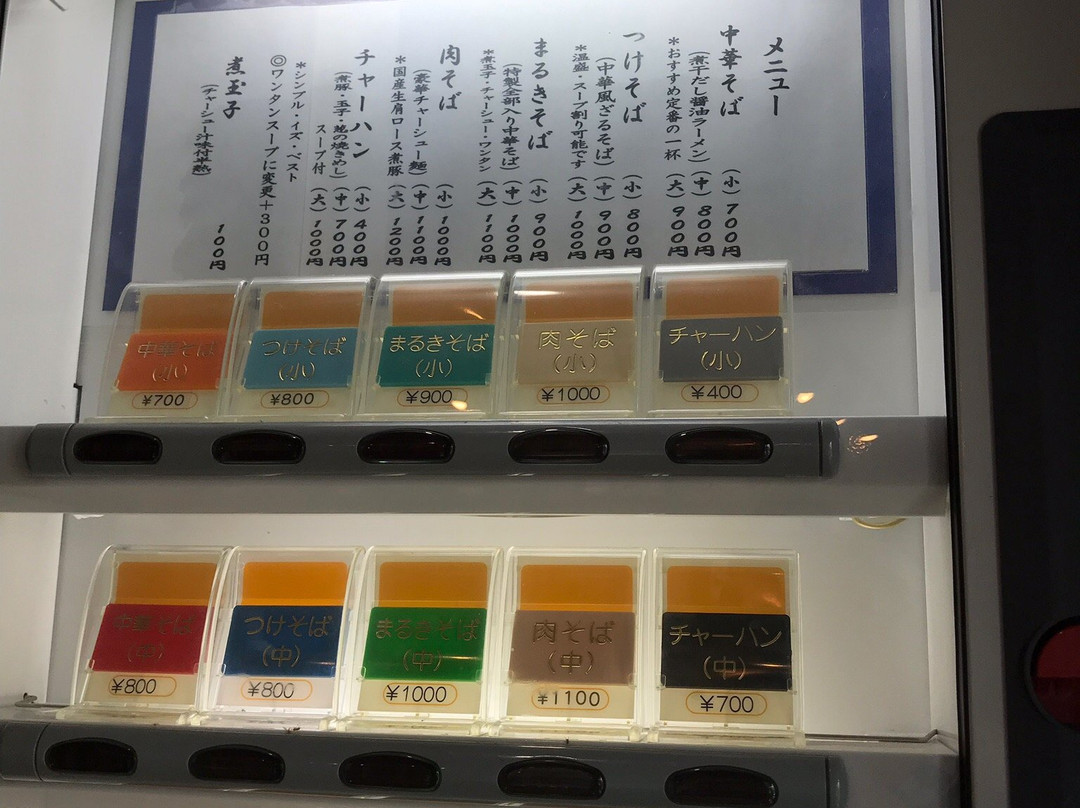 メニュー
中華そば
(煮干だし醤油ラーメン)
＊おすすめ定番の一杯
(小) 700円
(中) 800円
(大) 900円
つけそば
(中華風ざるそば)
＊温盛・スープ割り可能です
(小) 800円
(中) 900円
(大) 1000円
まるきそば
(特製全部入り中華そば)
＊煮玉子・チャーシュー・ワンタン
(小) 900円
(中) 1000円
(大) 1100円
肉そば
(豪華チャーシュー麺)
＊国産生肩ロース煮豚
(小) 1000円
(中) 1100円
(大) 1200円
チャーハン
(煮豚・玉子・葱の焼きめし)
スープ付
(小) 400円
(中) 700円
(大) 1000円
＊シンプル・イズ・ベスト
◎ワンタンスープに変更＋300円
煮玉子
(チャーシュー汁味付半熟)
100円
中華そば
(小)
¥700
つけそば
(小)
¥800
まるきそば
(小)
¥900
肉そば
(小)
¥1000
チャーハン
(小)
¥400
中華そば
(中)
¥800
つけそば
(中)
¥800
まるきそば
(中)
¥1000
肉そば
(中)
¥1100
チャーハン
(中)
¥700